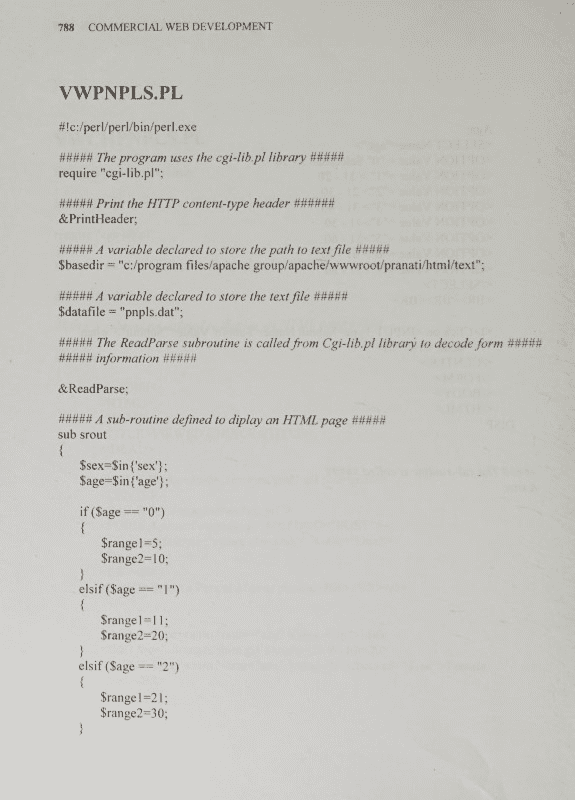 788 COMMERCIAL WEB DEVELOPMENT
VWPNPLS.PL
#!c:/perl/perl/bin/perl.exe
##### The program uses the cgi-lib.pl library #####
require "cgi-lib.pl";
##### Print the HTTP content-type header ######
&PrintHeader;
##### A variable declared to store the path to text file #####
$basedir = "c:/program files/apache group/apache/wwwroot/pranati/html/text";
##### A variable declared to store the text file #####
$datafile = "pnpls.dat";
##### The ReadParse subroutine is called from Cgi-lib.pl library to decode form #####
##### information #####
&ReadParse;
##### A sub-routine defined to diplay an HTML page #####
sub srout
{
$sex=$in{'sex'};
$age=$in{'age'};
if ($age == "0")
{
$range1=5;
$range2=10;
}
elsif ($age == "1")
{
$range1=11;
$range2=20;
}
elsif ($age == "2")
{
$range1=21;
$range2=30;
}